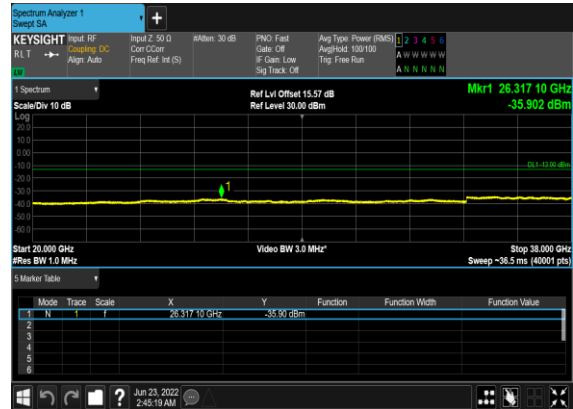 Spectrum Analyzer 1
Swept SA
+
KEYSIGHT Input: RF Input Z: 50 Ω #Atten: 30 dB PNO: Fast Avg Type: Power (RMS) 1 2 3 4 5 6
RLT Coupling: DC Corr CCorr Gate: Off Avg|Hold: 100/100 A W W W W W
Align: Auto Freq Ref: Int (S) IF Gain: Low Trig: Free Run
Sig Track: Off A N N N N N
1 Spectrum Ref Lvl Offset 15.57 dB Mkr1 26.317 10 GHz
Scale/Div 10 dB Ref Level 30.00 dBm -35.902 dBm
Log
20.0
10.0
0.00
-10.0 DL1 -13.00 dBm
-20.0
-30.0 1
-40.0
-50.0
-60.0
Start 20.000 GHz Video BW 3.0 MHz* Stop 38.000 GHz
#Res BW 1.0 MHz Sweep ~36.5 ms (40001 pts)
5 Marker Table
Mode Trace Scale X Y Function Function Width Function Value
1 N 1 f 26.317 10 GHz -35.90 dBm
2
3
4
5
6
? Jun 23, 2022
2:45:19 AM